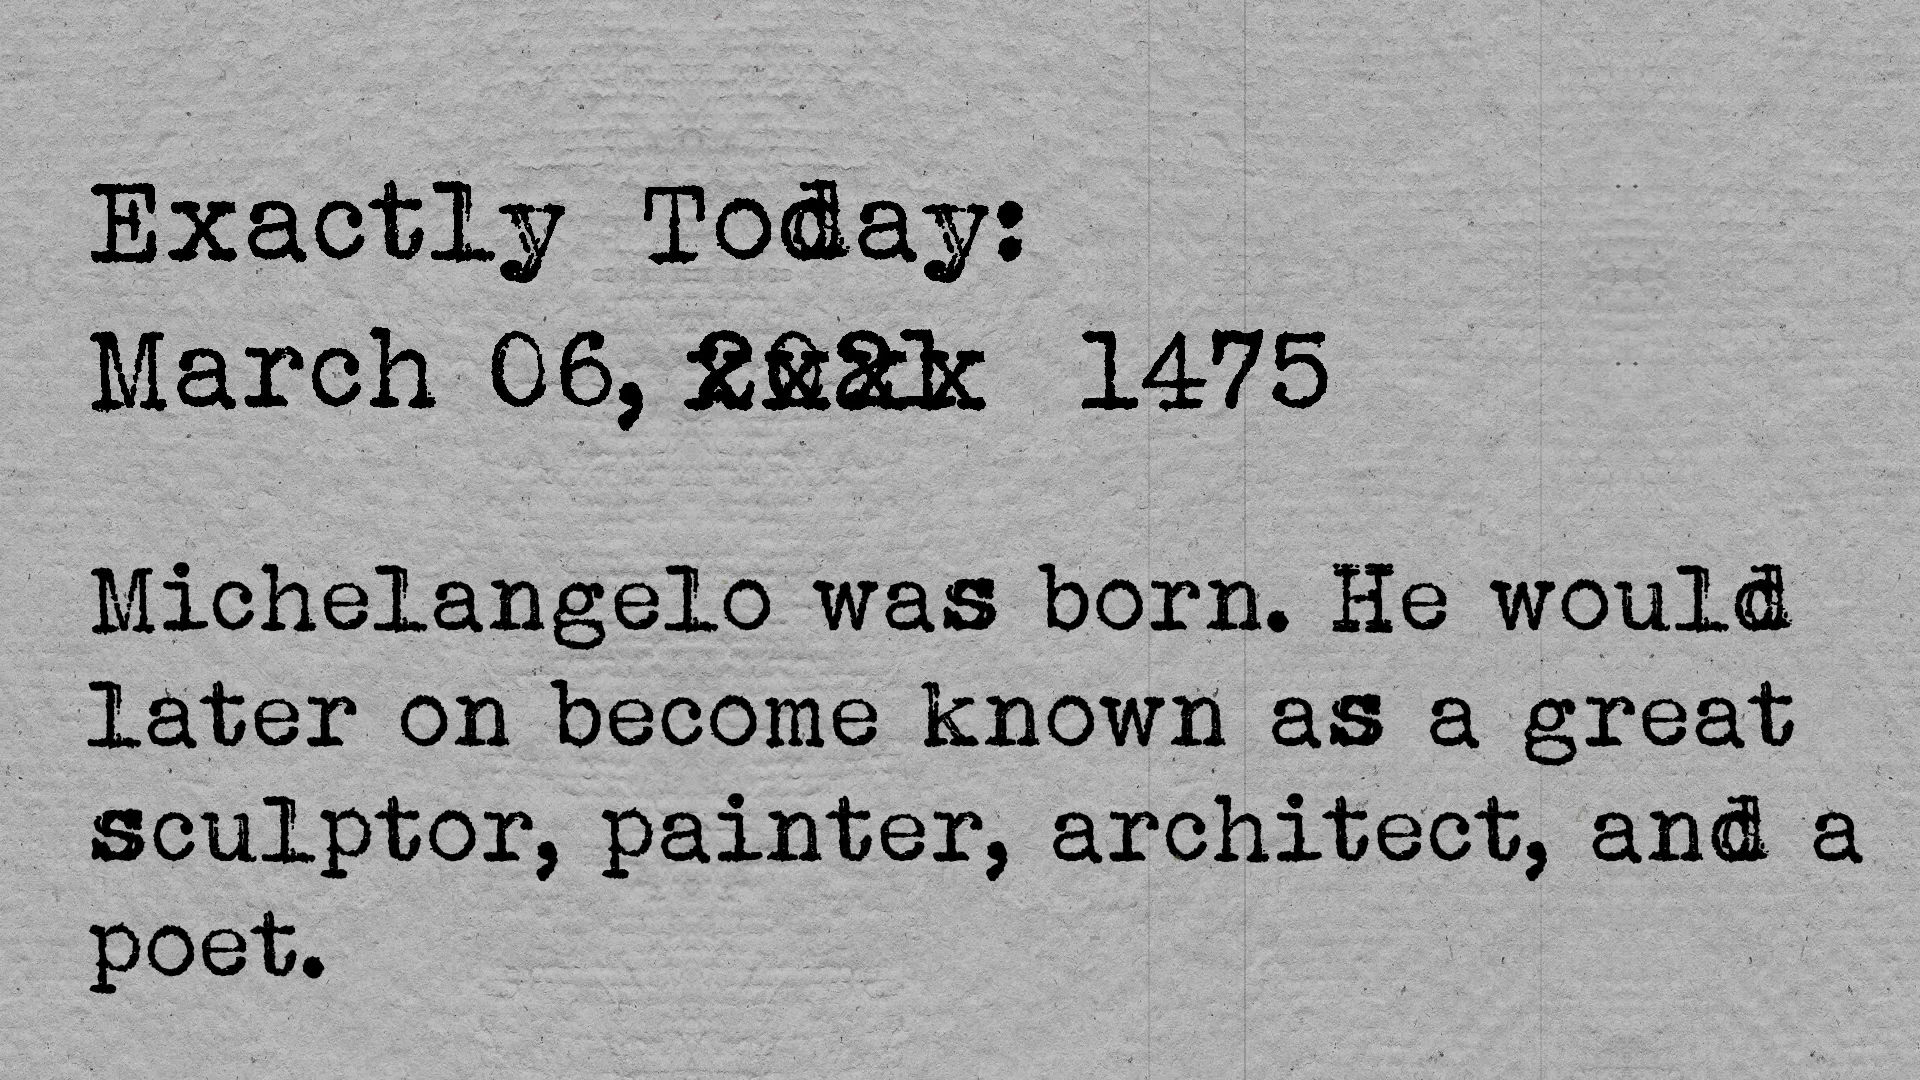 Exactly Today:
March 06, 1475
Michelangelo was born. He would
later on become known as a great
sculptor, painter, architect, and a
poet.